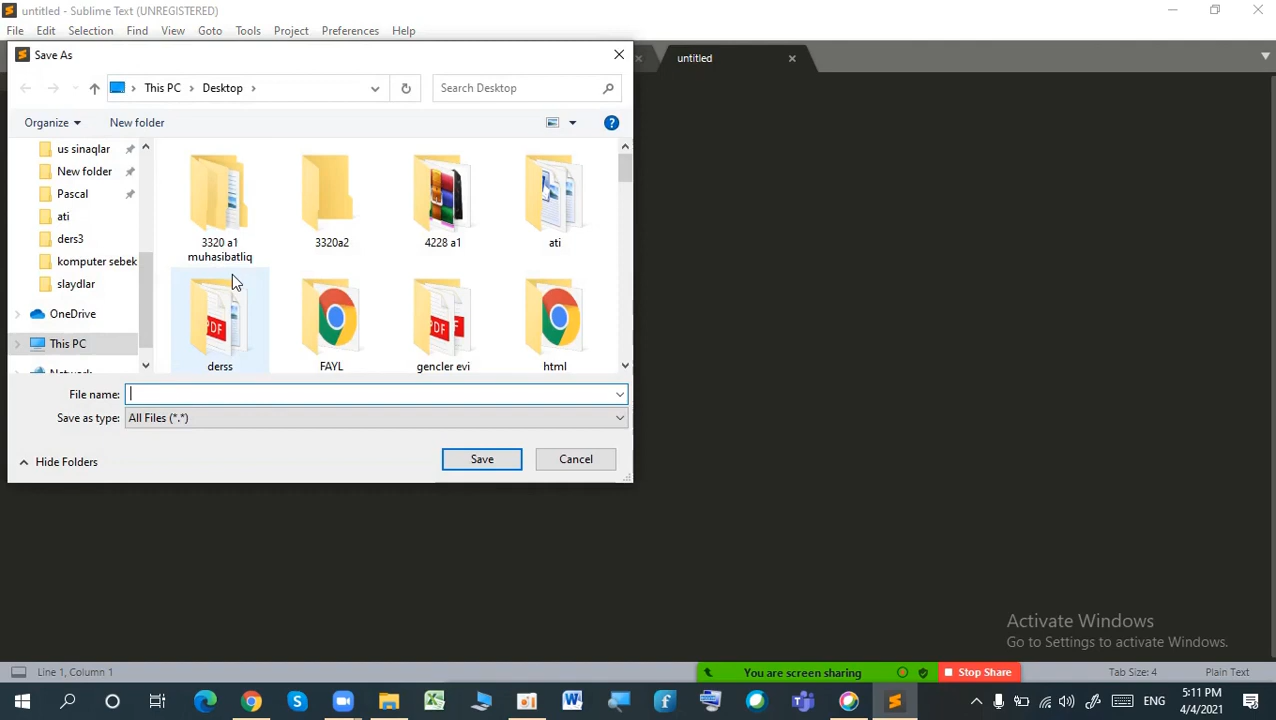 untitled - Sublime Text (UNREGISTERED)
File Edit Selection Find View Goto Tools Project Preferences Help
Save As
untitled
This PC Desktop
Search Desktop
Organize New folder
us sinaqlar
New folder
Pascal
ati
ders3
komputer sebek
slaydlar
OneDrive
This PC
Network
3320 a1 muhasibatliq
3320a2
4228 a1
ati
derss
FAYL
gencler evi
html
File name:
Save as type: All Files (*.*)
Hide Folders
Save
Cancel
Activate Windows
Go to Settings to activate Windows.
Line 1, Column 1
You are screen sharing
Stop Share
Tab Size: 4
Plain Text
ENG
5:11 PM
4/4/2021